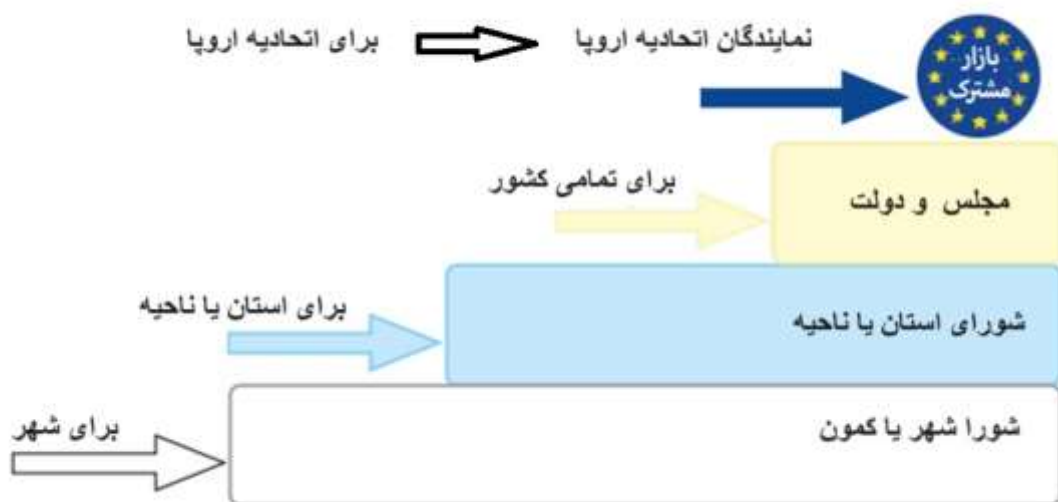 بازار
مشترک
نمایندگان اتحادیه اروپا
برای اتحادیه اروپا
مجلس و دولت
برای تمامی کشور
شورای استان یا ناحیه
برای استان یا ناحیه
شورا شهر یا کمون
برای شهر